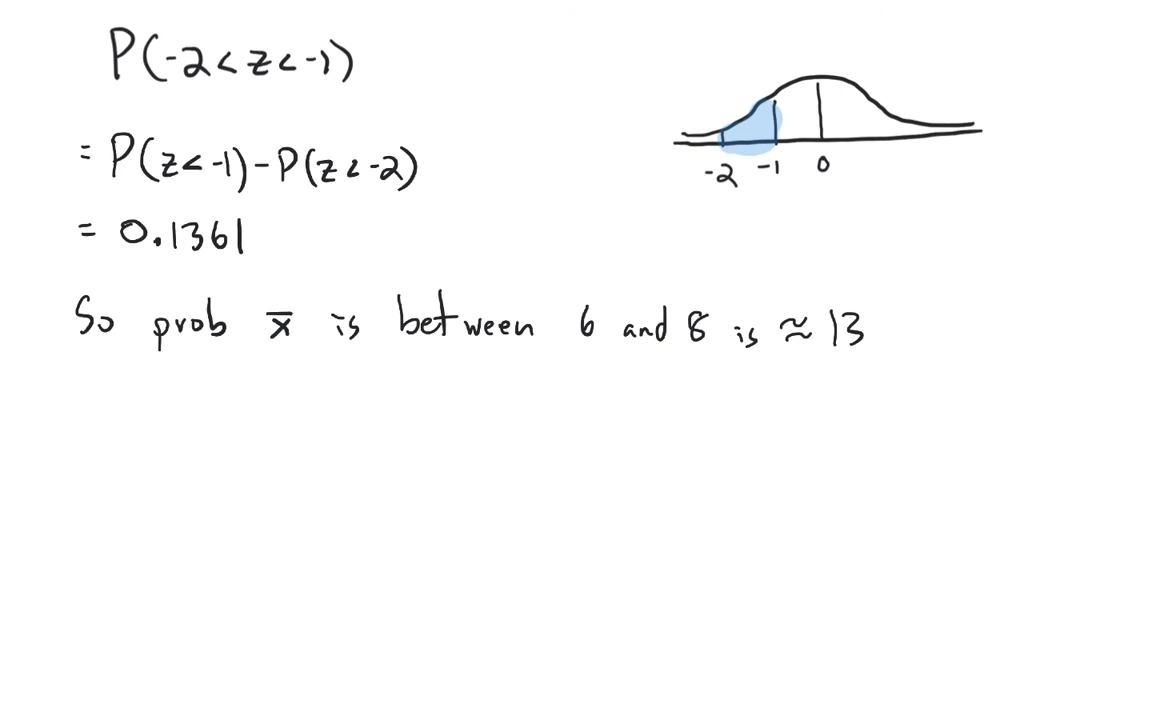 P(-2<z<-1)
= P(z<-1)-P(z<-2)
= 0.1361
So prob x̄ is between 6 and 8 is ≈ 13
-2 -1 0